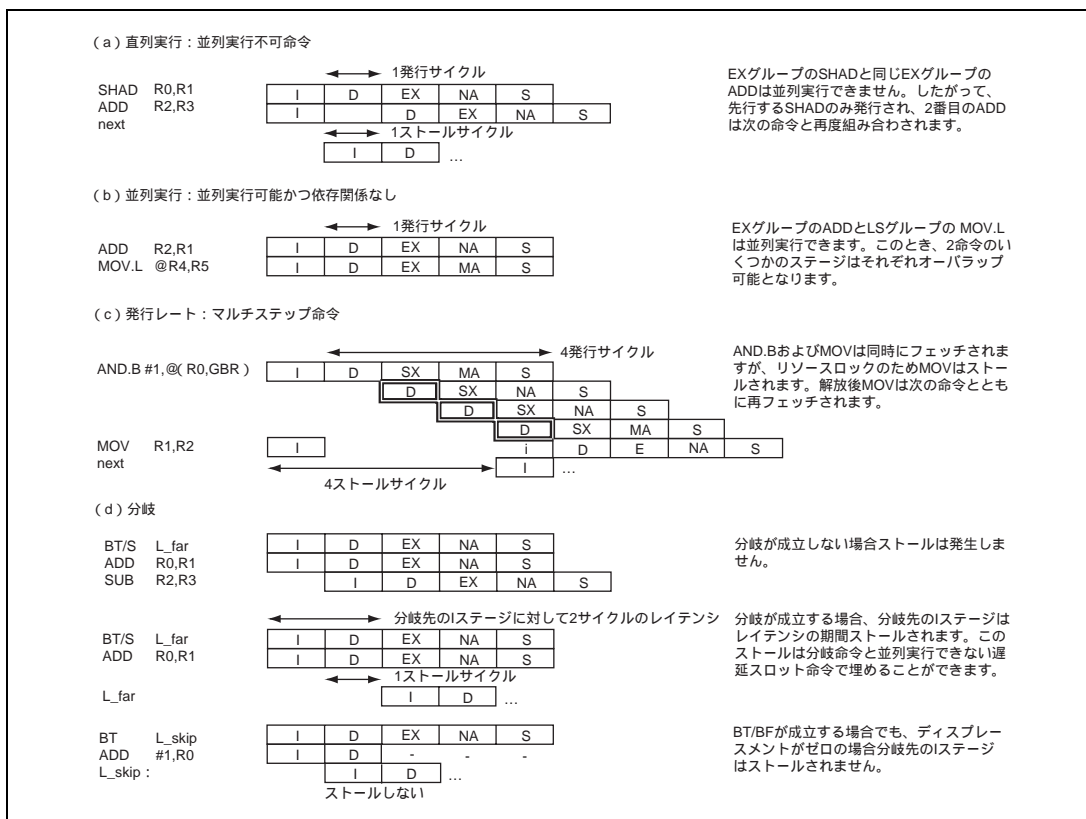 (a) 直列実行：並列実行不可命令
1発行サイクル
SHAD R0,R1 I D EX NA S
ADD R2,R3 I D EX NA S
next 1ストールサイクル
I D …
EXグループのSHADと同じEXグループの
ADDは並列実行できません。したがって、
先行するSHADのみ発行され、2番目のADD
は次の命令と再度組み合わされます。
(b) 並列実行：並列実行可能かつ依存関係なし
1発行サイクル
ADD R2,R1 I D EX NA S
MOV.L @R4,R5 I D EX MA S
EXグループのADDとLSグループの MOV.L
は並列実行できます。このとき、2命令のい
くつかのステージはそれぞれオーバラップ
可能となります。
(c) 発行レート：マルチステップ命令
4発行サイクル
AND.B #1,@(R0,GBR) I D SX MA S
D SX NA S
D SX NA S
D SX MA S
MOV R1,R2 I i D E NA S
next I …
4ストールサイクル
AND.BおよびMOVは同時にフェッチされま
すが、リソースロックのためMOVはストー
ルされます。解放後MOVは次の命令ととも
に再フェッチされます。
(d) 分岐
BT/S L_far I D EX NA S
ADD R0,R1 I D EX NA S
SUB R2,R3 I D EX NA S
分岐が成立しない場合ストールは発生しま
せん。
分岐先のIステージに対して2サイクルのレイテンシ
BT/S L_far I D EX NA S
ADD R0,R1 I D EX NA S
1ストールサイクル
L_far I D …
分岐が成立する場合、分岐先のIステージは
レイテンシの期間ストールされます。この
ストールは分岐命令と並列実行できない遅
延スロット命令で埋めることができます。
BT L_skip I D EX NA S
ADD #1,R0 I D - - -
L_skip： I D …
ストールしない
BT/BFが成立する場合でも、ディスプレー
スメントがゼロの場合分岐先のIステージ
はストールされません。